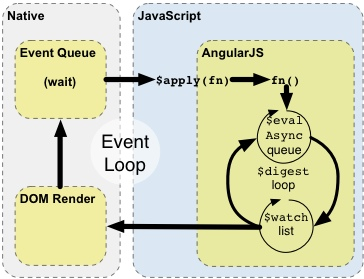 Native
JavaScript
Event Queue
(wait)
AngularJS
$apply(fn)
fn()
$eval
Async
queue
Event
Loop
$digest
loop
DOM Render
$watch
list